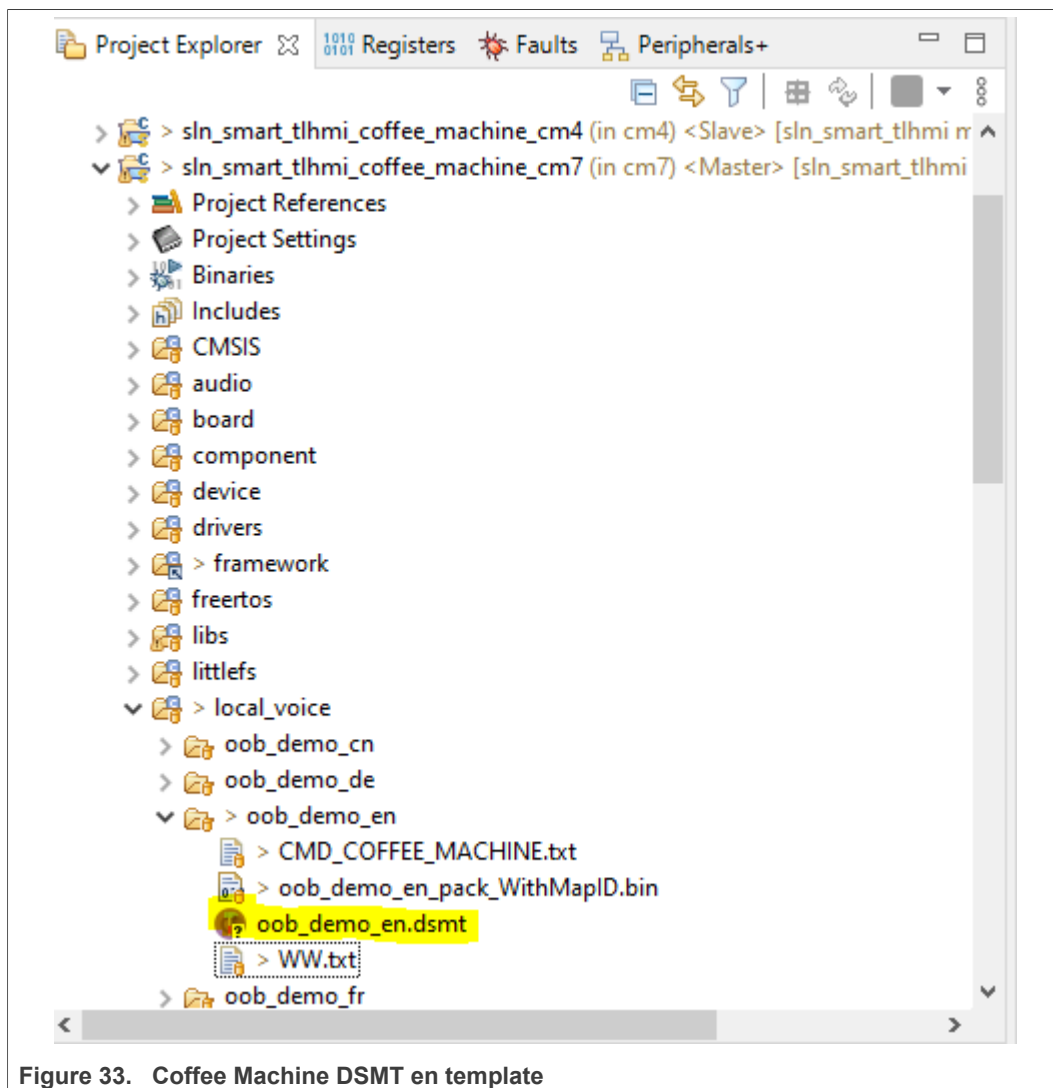 Project Explorer Registers Faults Peripherals+
> sln_smart_tlhmi_coffee_machine_cm4 (in cm4) <Slave> [sln_smart_tlhmi m
> sln_smart_tlhmi_coffee_machine_cm7 (in cm7) <Master> [sln_smart_tlhmi
Project References
Project Settings
Binaries
Includes
CMSIS
audio
board
component
device
drivers
> framework
freertos
libs
littlefs
> local_voice
oob_demo_cn
oob_demo_de
> oob_demo_en
> CMD_COFFEE_MACHINE.txt
> oob_demo_en_pack_WithMapID.bin
oob_demo_en.dsmt
> WW.txt
oob_demo_fr
Figure 33. Coffee Machine DSMT en template